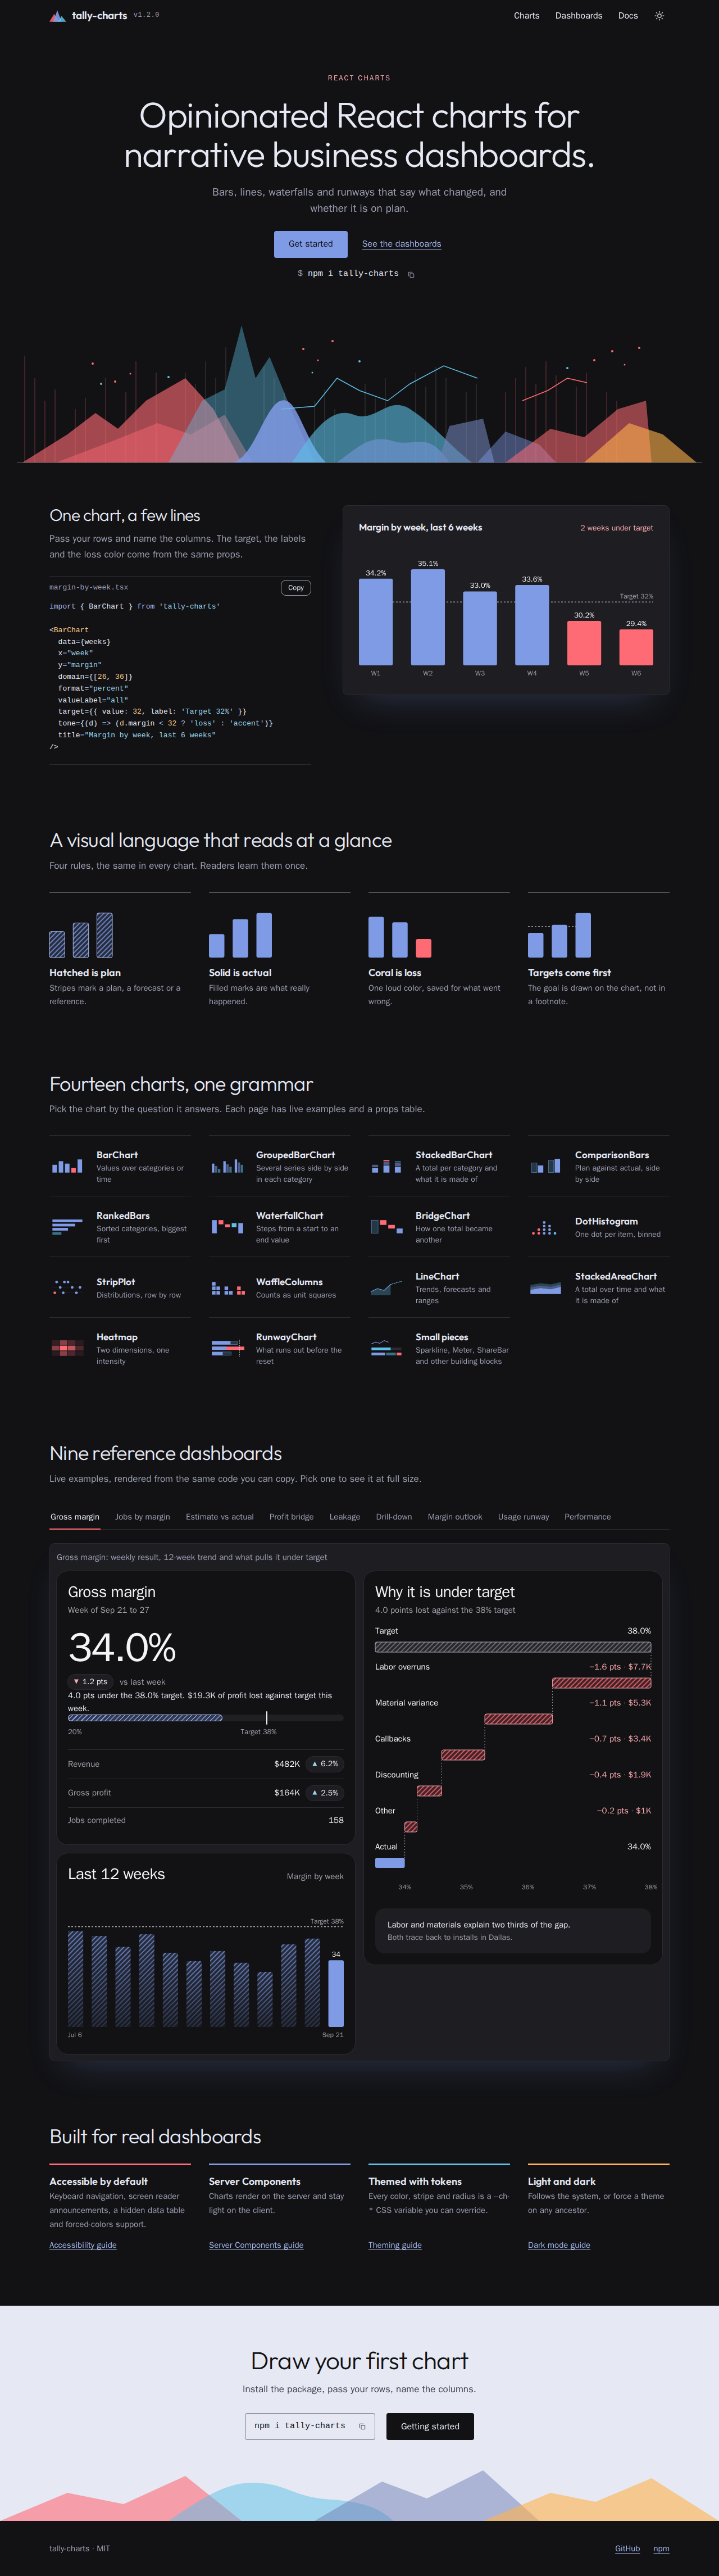 tally-charts v1.2.0
Charts Dashboards Docs
REACT CHARTS
Opinionated React charts for
narrative business dashboards.
Bars, lines, waterfalls and runways that say what changed, and
whether it is on plan.
Get started See the dashboards
$ npm i tally-charts
One chart, a few lines
Pass your rows and name the columns. The target, the labels
and the loss color come from the same props.
margin-by-week.tsx Copy
import { BarChart } from 'tally-charts'
<BarChart
data={weeks}
x="week"
y="margin"
domain={[26, 36]}
format="percent"
valueLabel="all"
target={{ value: 32, label: 'Target 32%' }}
tone={(d) => (d.margin < 32 ? 'loss' : 'accent')}
title="Margin by week, last 6 weeks"
/>
Margin by week, last 6 weeks 2 weeks under target
34.2% 35.1% 33.0% 33.6% 30.2% 29.4%
Target 32%
W1 W2 W3 W4 W5 W6
A visual language that reads at a glance
Four rules, the same in every chart. Readers learn them once.
Hatched is plan
Stripes mark a plan, a forecast or a
reference.
Solid is actual
Filled marks are what really
happened.
Coral is loss
One loud color, saved for what went
wrong.
Targets come first
The goal is drawn on the chart, not in
a footnote.
Fourteen charts, one grammar
Pick the chart by the question it answers. Each page has live examples and a props table.
BarChart
Values over categories or
time
GroupedBarChart
Several series side by side
in each category
StackedBarChart
A total per category and
what it is made of
ComparisonBars
Plan against actual, side
by side
RankedBars
Sorted categories, biggest
first
WaterfallChart
Steps from a start to an
end value
BridgeChart
How one total became
another
DotHistogram
One dot per item, binned
StripPlot
Distributions, row by row
WaffleColumns
Counts as unit squares
LineChart
Trends, forecasts and
ranges
StackedAreaChart
A total over time and what
it is made of
Heatmap
Two dimensions, one
intensity
RunwayChart
What runs out before the
reset
Small pieces
Sparkline, Meter, ShareBar
and other building blocks
Nine reference dashboards
Live examples, rendered from the same code you can copy. Pick one to see it at full size.
Gross margin Jobs by margin Estimate vs actual Profit bridge Leakage Drill-down Margin outlook Usage runway Performance
Gross margin: weekly result, 12-week trend and what pulls it under target
Gross margin
Week of Sep 21 to 27
34.0%
▼ 1.2 pts vs last week
4.0 pts under the 38.0% target. $19.3K of profit lost against target this
week.
20% Target 38%
Revenue $482K ▲ 6.2%
Gross profit $164K ▲ 2.5%
Jobs completed 158
Last 12 weeks Margin by week
Target 38%
34
Jul 6 Sep 21
Why it is under target
4.0 points lost against the 38% target
Target 38.0%
Labor overruns −1.6 pts · $7.7K
Material variance −1.1 pts · $5.3K
Callbacks −0.7 pts · $3.4K
Discounting −0.4 pts · $1.9K
Other −0.2 pts · $1K
Actual 34.0%
34% 35% 36% 37% 38%
Labor and materials explain two thirds of the gap.
Both trace back to installs in Dallas.
Built for real dashboards
Accessible by default
Keyboard navigation, screen reader
announcements, a hidden data table
and forced-colors support.
Accessibility guide
Server Components
Charts render on the server and stay
light on the client.
Server Components guide
Themed with tokens
Every color, stripe and radius is a --ch-
* CSS variable you can override.
Theming guide
Light and dark
Follows the system, or force a theme
on any ancestor.
Dark mode guide
Draw your first chart
Install the package, pass your rows, name the columns.
npm i tally-charts Getting started
tally-charts · MIT GitHub npm